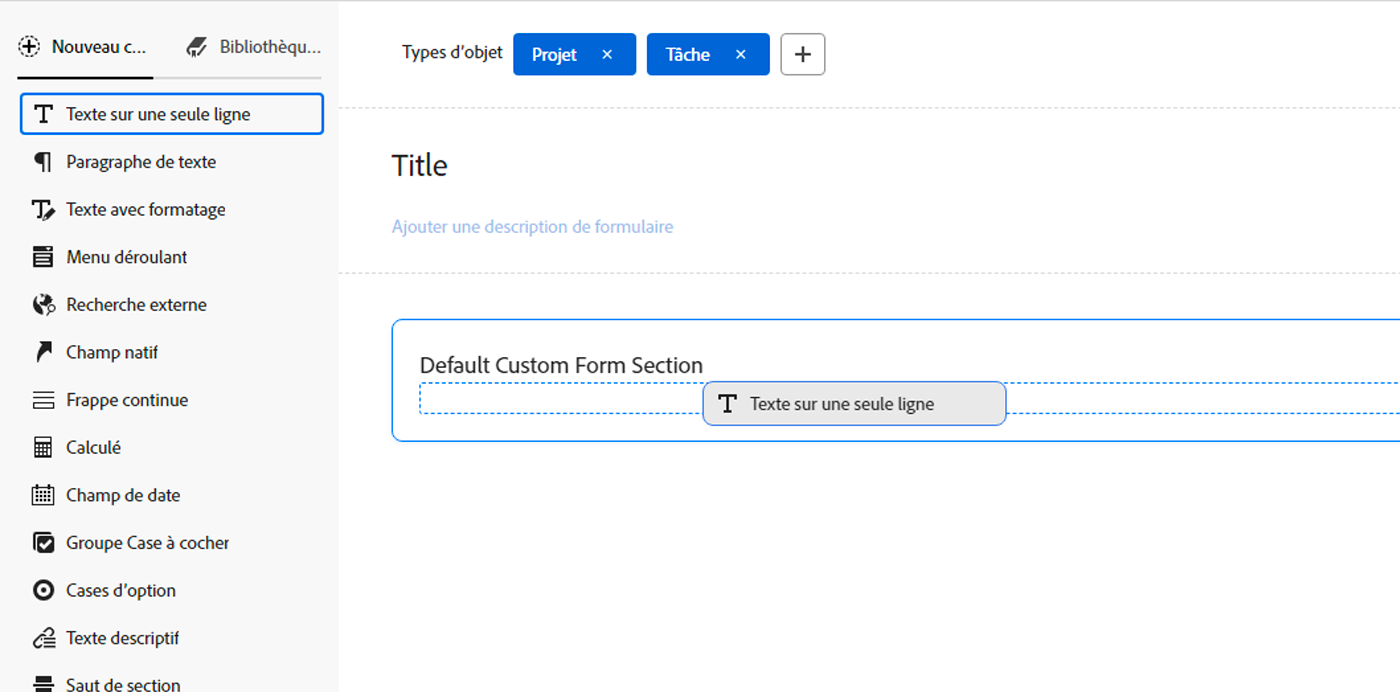 Nouveau c...
Bibliothèqu...
Texte sur une seule ligne
Paragraphe de texte
Texte avec formatage
Menu déroulant
Recherche externe
Champ natif
Frappe continue
Calculé
Champ de date
Groupe Case à cocher
Cases d’option
Texte descriptif
Saut de section
Types d’objet
Projet
Tâche
Title
Ajouter une description de formulaire
Default Custom Form Section
Texte sur une seule ligne